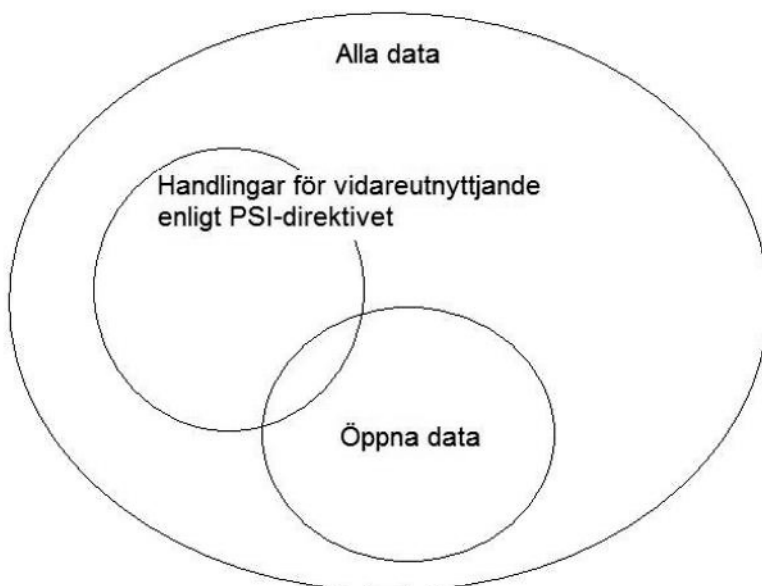 Alla data
Handlingar för vidareutnyttjande
enligt PSI-direktivet
Öppna data